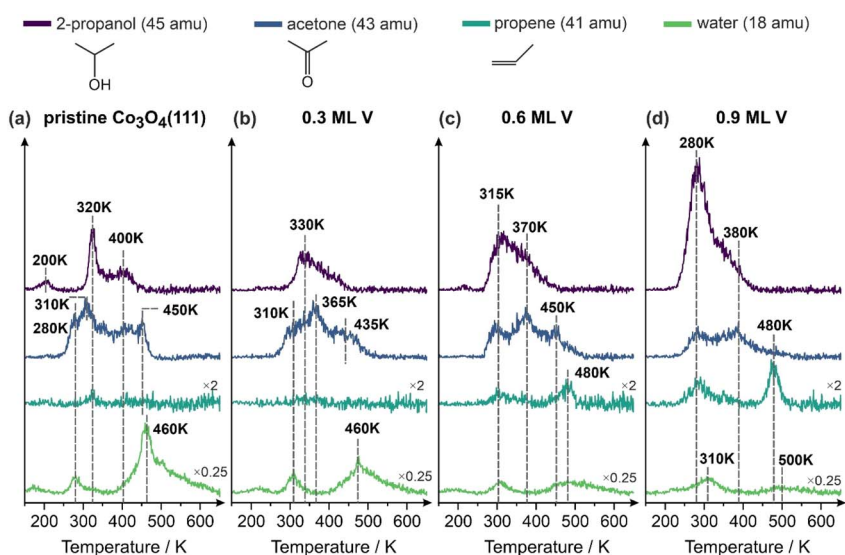 2-propanol (45 amu) acetone (43 amu) propene (41 amu) water (18 amu)
OH
O
(a) pristine Co₃O₄(111)
200K
320K
400K
310K
280K
450K
×2
460K
×0.25
200 300 400 500 600
Temperature / K
(b) 0.3 ML V
330K
310K
365K
435K
×2
460K
×0.25
200 300 400 500 600
Temperature / K
(c) 0.6 ML V
315K
370K
450K
480K
×2
×0.25
200 300 400 500 600
Temperature / K
(d) 0.9 ML V
280K
380K
480K
×2
310K
500K
×0.25
200 300 400 500 600
Temperature / K